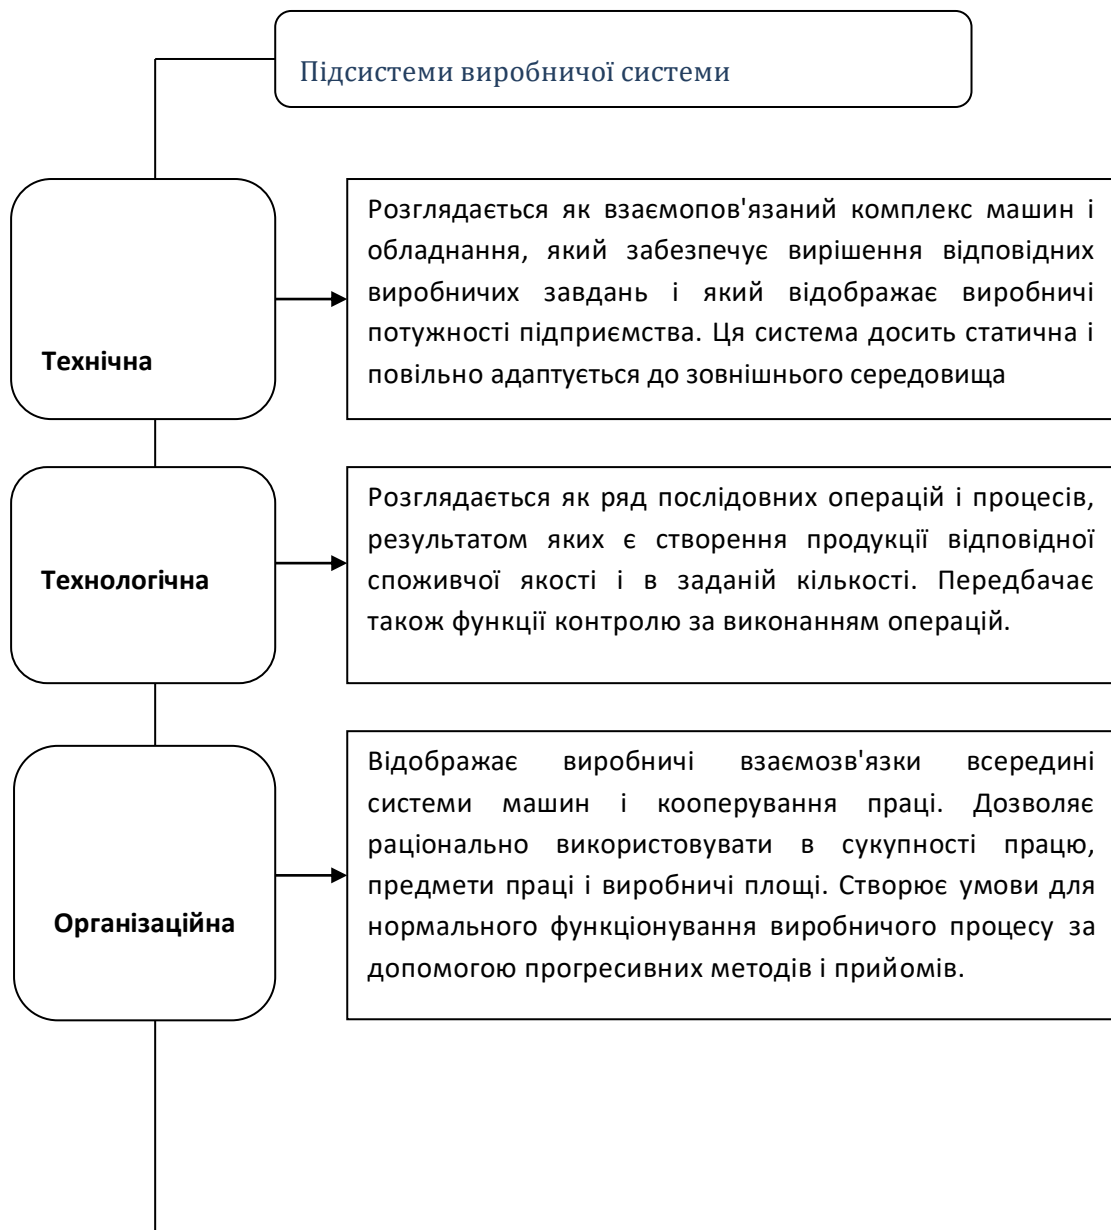 Підсистеми виробничої системи
Технічна
Розглядається як взаємопов'язаний комплекс машин і
обладнання, який забезпечує вирішення відповідних
виробничих завдань і який відображає виробничі
потужності підприємства. Ця система досить статична і
повільно адаптується до зовнішнього середовища
Технологічна
Розглядається як ряд послідовних операцій і процесів,
результатом яких є створення продукції відповідної
споживчої якості і в заданій кількості. Передбачає
також функції контролю за виконанням операцій.
Організаційна
Відображає виробничі взаємозв'язки всередині
системи машин і кооперування праці. Дозволяє
раціонально використовувати в сукупності працю,
предмети праці і виробничі площі. Створює умови для
нормального функціонування виробничого процесу за
допомогою прогресивних методів і прийомів.